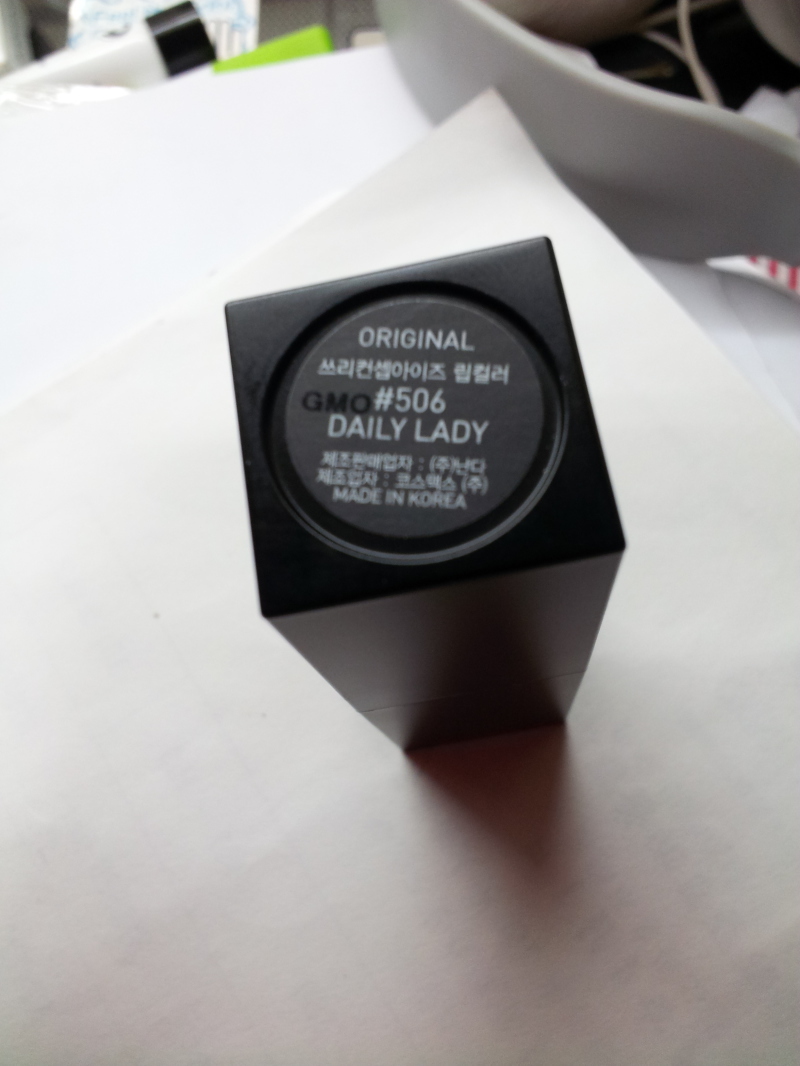 ORIGINAL
쓰리컨셉아이즈 립컬러
GMO #506
DAILY LADY
제조판매업자 : (주)난다
제조업자 : 코스맥스 (주)
MADE IN KOREA